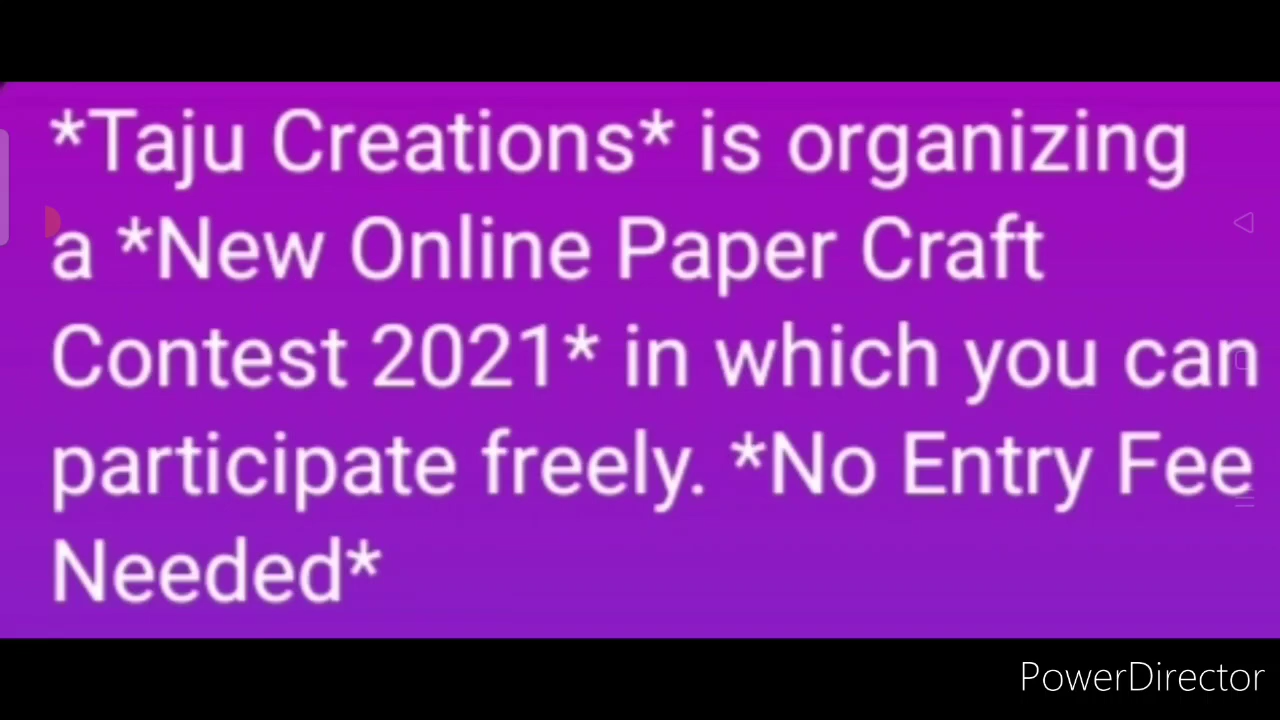 *Taju Creations* is organizing
a *New Online Paper Craft
Contest 2021* in which you can
participate freely. *No Entry Fee
Needed*
PowerDirector